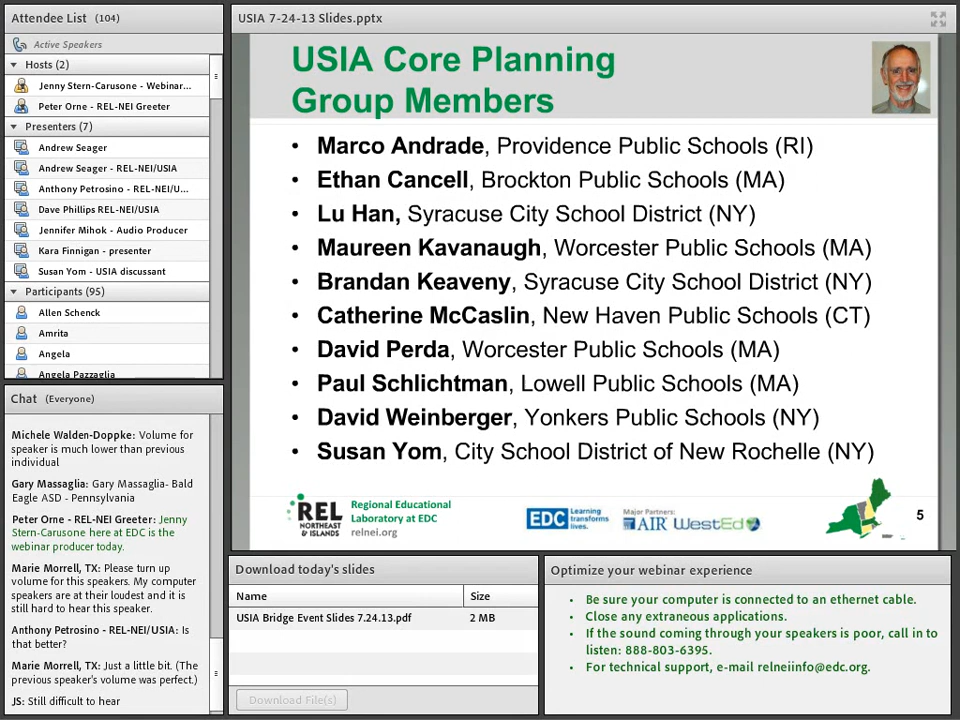 Attendee List (104)
Active Speakers
Hosts (2)
Jenny Stern-Carusone - Webinar...
Peter Orne - REL-NEI Greeter
Presenters (7)
Andrew Seager
Andrew Seager - REL-NEI/USIA
Anthony Petrosino - REL-NEI/U...
Dave Phillips REL-NEI/USIA
Jennifer Mihok - Audio Producer
Kara Finnigan - presenter
Susan Yom - USIA discussant
Participants (95)
Allen Schenck
Amrita
Angela
Angela Pazzaglia
Chat (Everyone)
Michele Walden-Doppke: Volume for
speaker is much lower than previous
individual
Gary Massaglia: Gary Massaglia- Bald
Eagle ASD - Pennsylvania
Peter Orne - REL-NEI Greeter: Jenny
Stern-Carusone here at EDC is the
webinar producer today.
Marie Morrell, TX: Please turn up
volume for this speakers. My computer
speakers are at their loudest and it is
still hard to hear this speaker.
Anthony Petrosino - REL-NEI/USIA: Is
that better?
Marie Morrell, TX: Just a little bit. (The
previous speaker's volume was perfect.)
JS: Still difficult to hear
USIA 7-24-13 Slides.pptx
USIA Core Planning
Group Members
• Marco Andrade, Providence Public Schools (RI)
• Ethan Cancell, Brockton Public Schools (MA)
• Lu Han, Syracuse City School District (NY)
• Maureen Kavanaugh, Worcester Public Schools (MA)
• Brandan Keaveny, Syracuse City School District (NY)
• Catherine McCaslin, New Haven Public Schools (CT)
• David Perda, Worcester Public Schools (MA)
• Paul Schlichtman, Lowell Public Schools (MA)
• David Weinberger, Yonkers Public Schools (NY)
• Susan Yom, City School District of New Rochelle (NY)
REL
NORTHEAST
& ISLANDS
Regional Educational
Laboratory at EDC
relnei.org
EDC Learning
transforms
lives.
Major Partners:
AIR WestEd
5
Download today's slides
Name Size
USIA Bridge Event Slides 7.24.13.pdf 2 MB
Download File(s)
Optimize your webinar experience
• Be sure your computer is connected to an ethernet cable.
• Close any extraneous applications.
• If the sound coming through your speakers is poor, call in to
listen: 888-803-6395.
• For technical support, e-mail relneiinfo@edc.org.